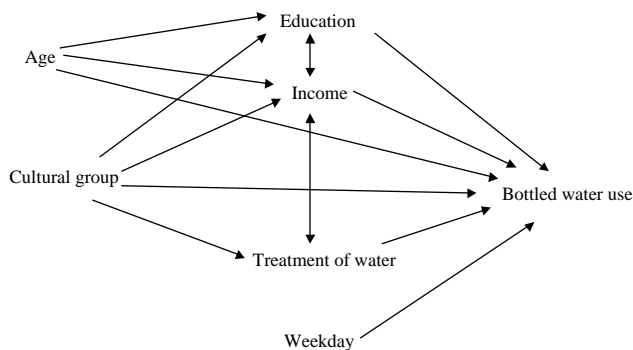 Education
Age
Income
Cultural group
Bottled water use
Treatment of water
Weekday